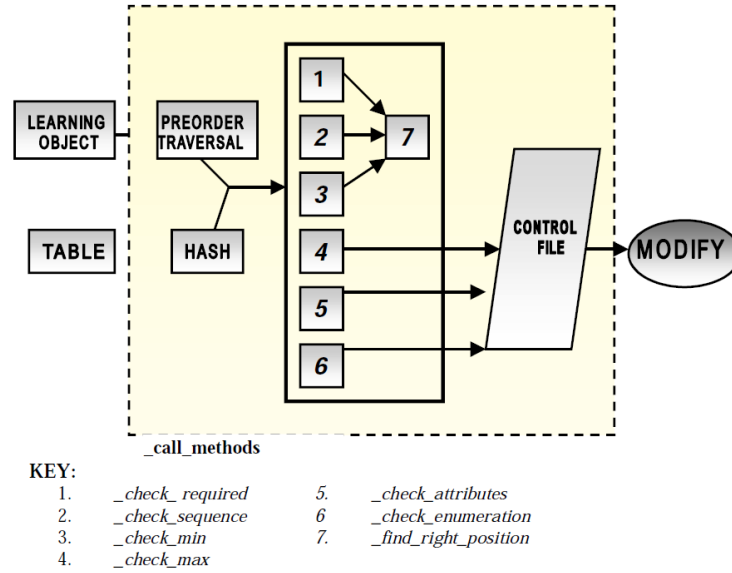 1
LEARNING
OBJECT
PREORDER
TRAVERSAL
2
7
3
TABLE
HASH
4
CONTROL
FILE
MODIFY
5
6
_call_methods
KEY:
1. _check_ required
2. _check_sequence
3. _check_min
4. _check_max
5. _check_attributes
6 _check_enumeration
7. _find_right_position